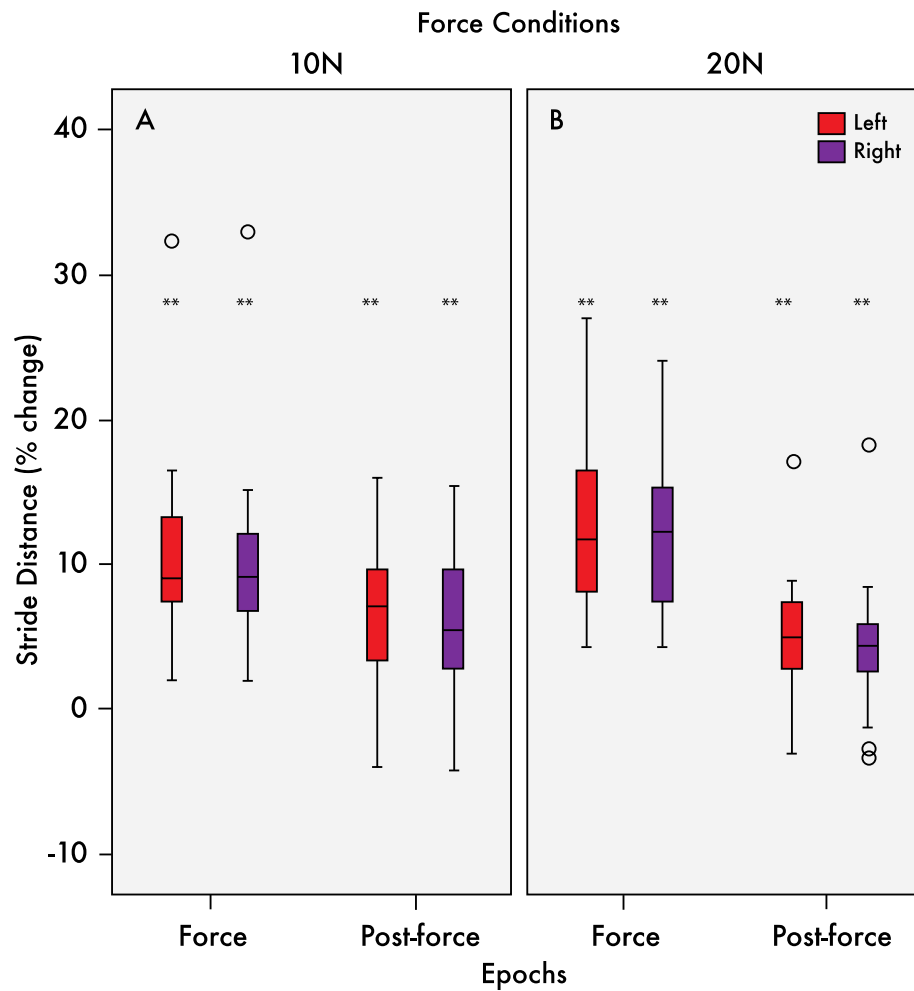 Force Conditions
10N 20N
A B
Left
Right
40
30
20
10
0
-10
** ** ** ** ** ** ** **
Stride Distance (% change)
Force Post-force Force Post-force
Epochs